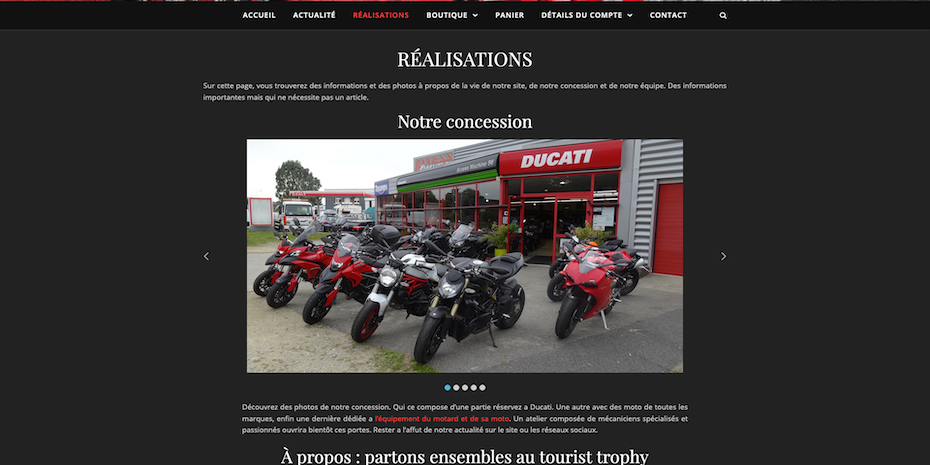 ACCUEIL ACTUALITÉ RÉALISATIONS BOUTIQUE PANIER DÉTAILS DU COMPTE CONTACT
RÉALISATIONS
Sur cette page, vous trouverez des informations et des photos à propos de la vie de notre site, de notre concession et de notre équipe. Des informations
importantes mais qui ne nécessite pas un article.
Notre concession
DUCATI
Découvrez des photos de notre concession. Qui ce compose d'une partie réservez a Ducati. Une autre avec des moto de toutes les
marques, enfin une dernière dédiée a l'équipement du motard et de sa moto. Un atelier composée de mécaniciens spécialisés et
passionnés ouvrira bientôt ces portes. Rester a l'affut de notre actualité sur le site ou les réseaux sociaux.
À propos : partons ensembles au tourist trophy